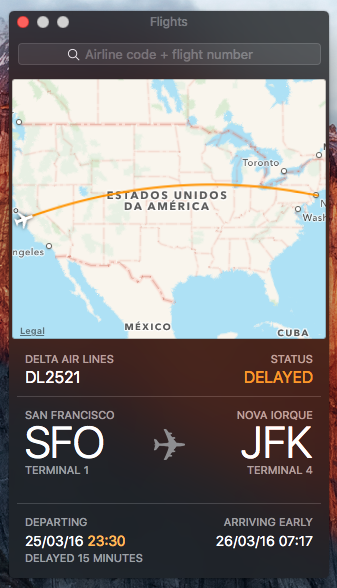 Flights
Airline code + flight number
Toronto
ESTADOS UNIDOS
DA AMÉRICA
Wash
ngeles
MÉXICO
CUBA
Legal
DELTA AIR LINES STATUS
DL2521 DELAYED
SAN FRANCISCO NOVA IORQUE
SFO JFK
TERMINAL 1 TERMINAL 4
DEPARTING ARRIVING EARLY
25/03/16 23:30 26/03/16 07:17
DELAYED 15 MINUTES